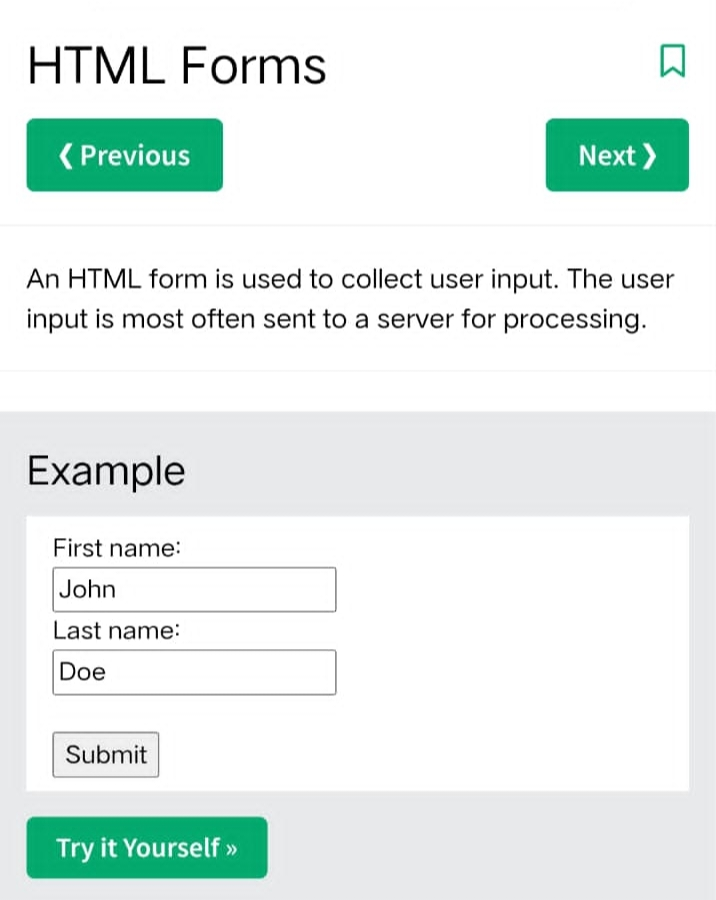 HTML Forms
❮ Previous
Next ❯
An HTML form is used to collect user input. The user
input is most often sent to a server for processing.
Example
First name:
John
Last name:
Doe
Submit
Try it Yourself »